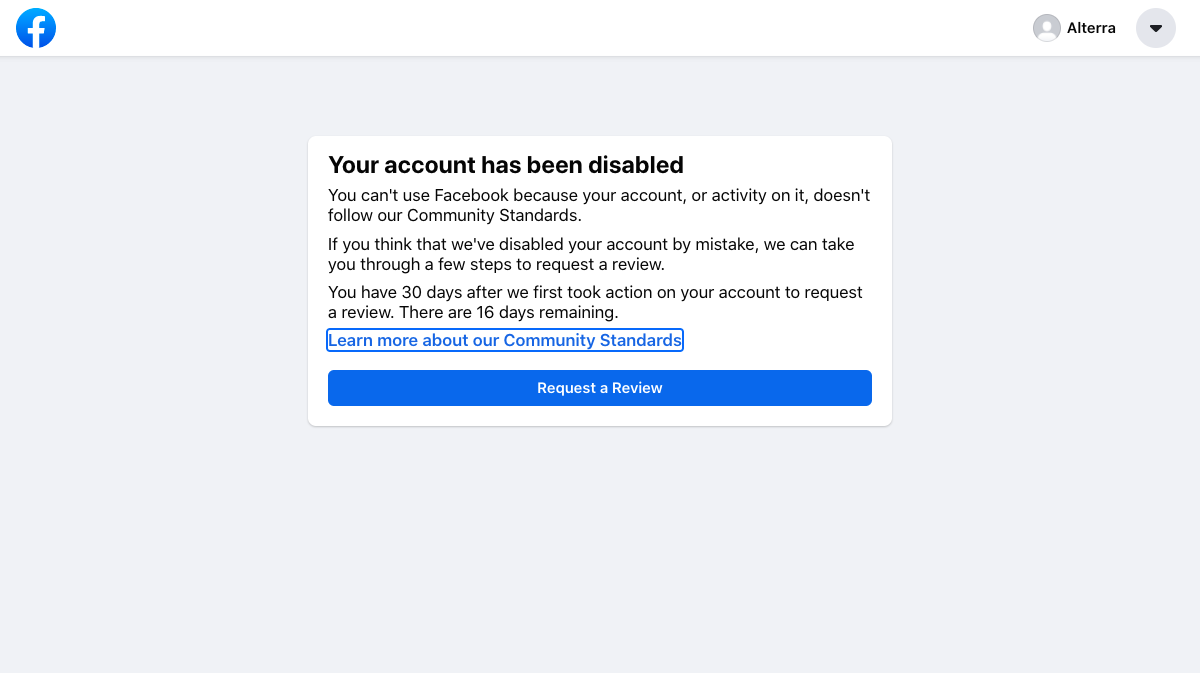 Alterra
Your account has been disabled
You can't use Facebook because your account, or activity on it, doesn't
follow our Community Standards.
If you think that we've disabled your account by mistake, we can take
you through a few steps to request a review.
You have 30 days after we first took action on your account to request
a review. There are 16 days remaining.
Learn more about our Community Standards
Request a Review